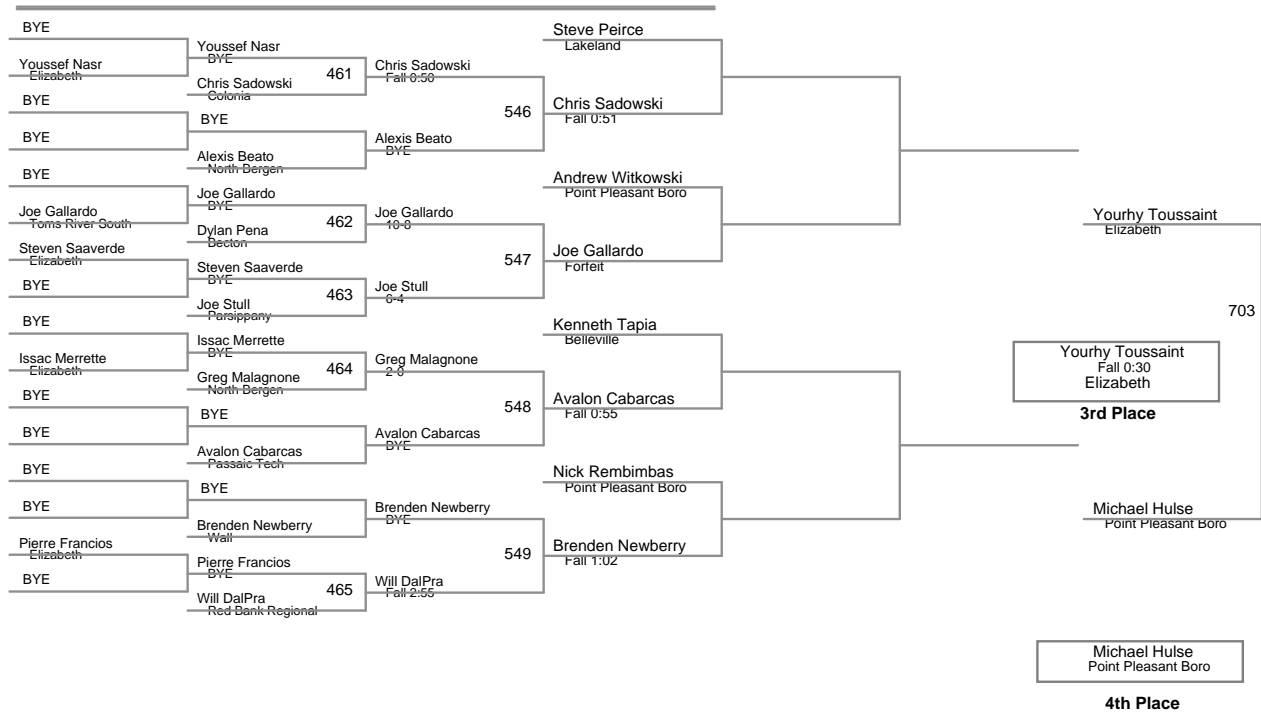 BYE
Youssef Nasr
Elizabeth
BYE
BYE
BYE
Joe Gallardo
Toms River South
Steven Saaverde
Elizabeth
BYE
BYE
Issac Merrette
Elizabeth
BYE
BYE
BYE
BYE
Pierre Francios
Elizabeth
BYE
Youssef Nasr
BYE
461
Chris Sadowski
Colonia
BYE
Alexis Beato
North Bergen
Joe Gallardo
BYE
462
Dylan Pena
Becton
Steven Saaverde
BYE
463
Joe Stull
Parsippany
Issac Merrette
BYE
464
Greg Malagnone
North Bergen
BYE
Avalon Cabarcas
Passaic Tech
BYE
Brenden Newberry
Wall
Pierre Francios
BYE
465
Will DalPra
Red Bank Regional
Chris Sadowski
Fall 0:50
546
Alexis Beato
BYE
Joe Gallardo
10-8
547
Joe Stull
6-4
Greg Malagnone
2-0
548
Avalon Cabarcas
BYE
Brenden Newberry
BYE
549
Will DalPra
Fall 2:55
Steve Peirce
Lakeland
Chris Sadowski
Fall 0:51
Andrew Witkowski
Point Pleasant Boro
Joe Gallardo
Forfeit
Kenneth Tapia
Belleville
Avalon Cabarcas
Fall 0:55
Nick Rembimbas
Point Pleasant Boro
Brenden Newberry
Fall 1:02
Yourhy Toussaint
Elizabeth
703
Yourhy Toussaint
Fall 0:30
Elizabeth
3rd Place
Michael Hulse
Point Pleasant Boro
Michael Hulse
Point Pleasant Boro
4th Place